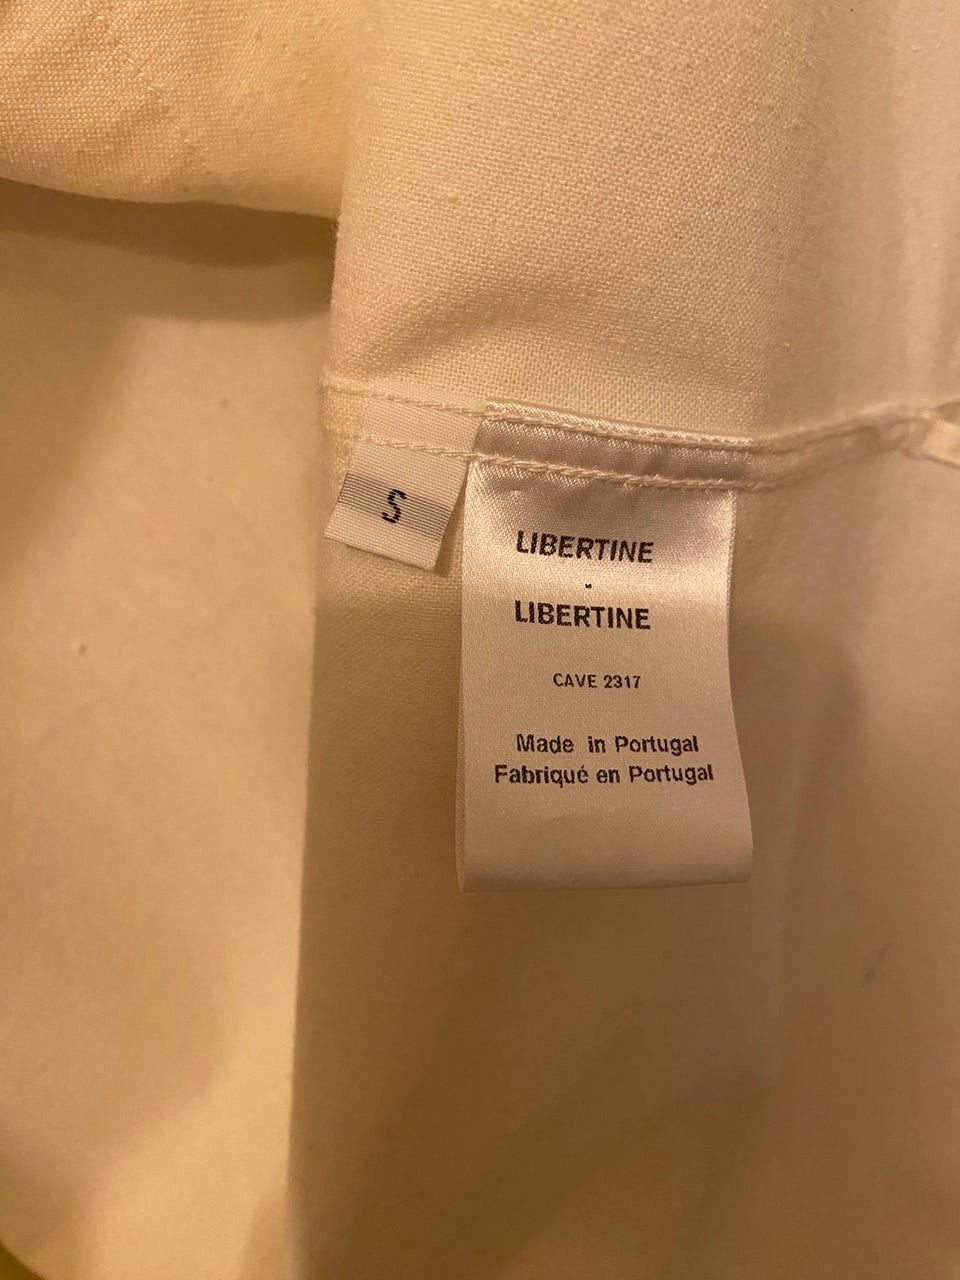 S
LIBERTINE
-
LIBERTINE
CAVE 2317
Made in Portugal
Fabriqué en Portugal